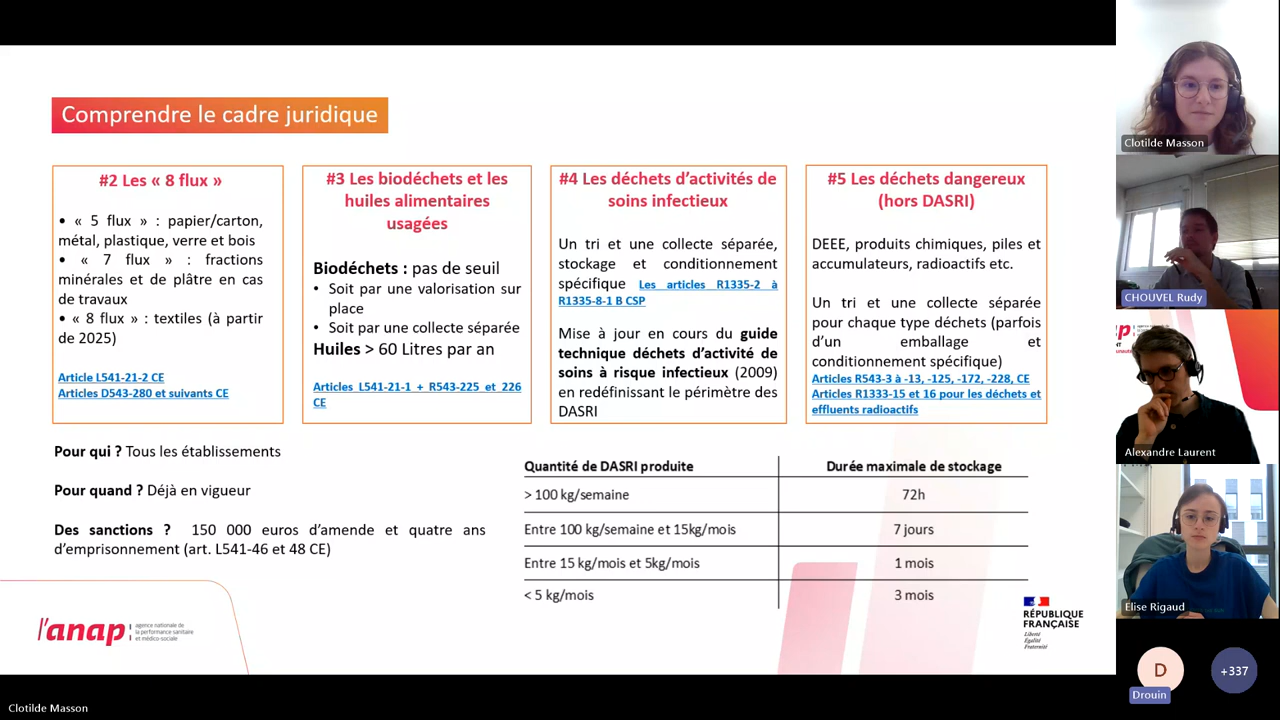 Comprendre le cadre juridique
#2 Les « 8 flux »
• « 5 flux » : papier/carton,
métal, plastique, verre et bois
• « 7 flux » : fractions
minérales et de plâtre en cas
de travaux
• « 8 flux » : textiles (à partir
de 2025)
Article L541-21-2 CE
Articles D543-280 et suivants CE
#3 Les biodéchets et les
huiles alimentaires
usagées
Biodéchets : pas de seuil
• Soit par une valorisation sur
place
• Soit par une collecte séparée
Huiles > 60 Litres par an
Articles L541-21-1 + R543-225 et 226
CE
#4 Les déchets d'activités de
soins infectieux
Un tri et une collecte séparée,
stockage et conditionnement
spécifique Les articles R1335-2 à
R1335-8-1 B CSP
Mise à jour en cours du guide
technique déchets d'activité de
soins à risque infectieux (2009)
en redéfinissant le périmètre des
DASRI
#5 Les déchets dangereux
(hors DASRI)
DEEE, produits chimiques, piles et
accumulateurs, radioactifs etc.
Un tri et une collecte séparée
pour chaque type déchets (parfois
d'un emballage et
conditionnement spécifique)
Articles R543-3 à -13, -125, -172, -228, CE
Articles R1333-15 et 16 pour les déchets et
effluents radioactifs
Pour qui ? Tous les établissements
Pour quand ? Déjà en vigueur
Des sanctions ? 150 000 euros d'amende et quatre ans
d'emprisonnement (art. L541-46 et 48 CE)
Quantité de DASRI produite Durée maximale de stockage
> 100 kg/semaine 72h
Entre 100 kg/semaine et 15kg/mois 7 jours
Entre 15 kg/mois et 5kg/mois 1 mois
< 5 kg/mois 3 mois
l'anap
agence nationale de
la performance sanitaire
et médico-sociale
RÉPUBLIQUE
FRANÇAISE
Liberté
Égalité
Fraternité
Clotilde Masson
Clotilde Masson
CHOUVEL Rudy
Alexandre Laurent
Élise Rigaud
D
Drouin
+337